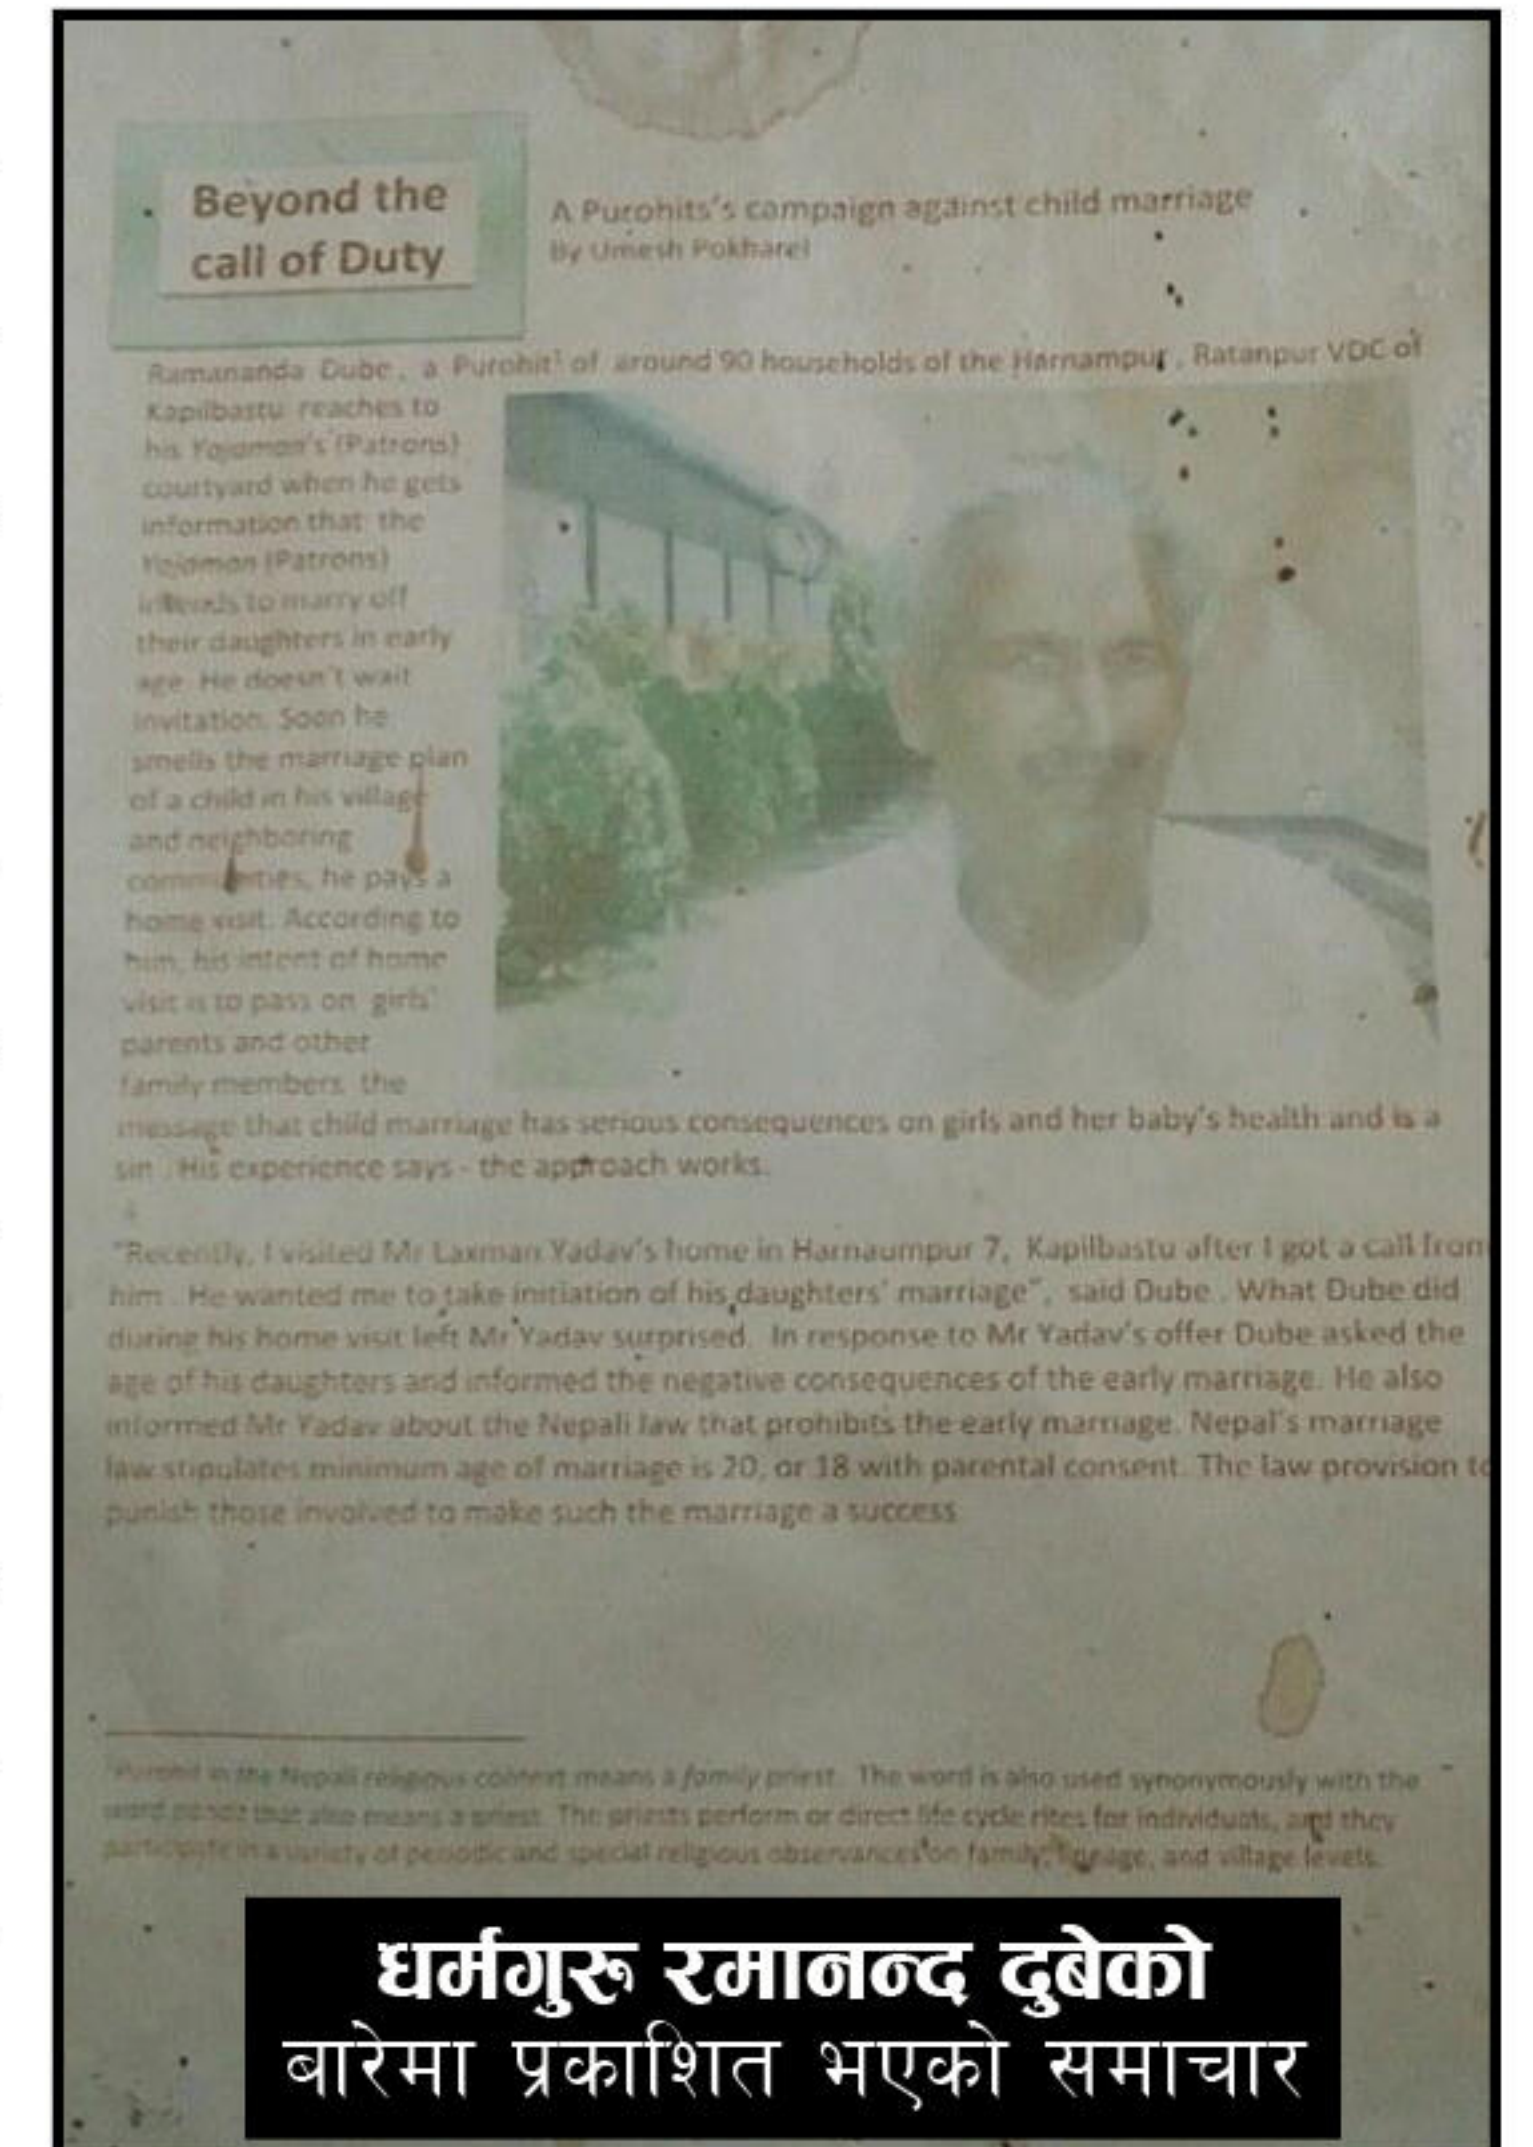 Beyond the
call of Duty
A Purohits's campaign against child marriage
By Umesh Pokharel
Ramananda Dube, a Purohit¹ of around 90 households of the Harnampur, Ratanpur VDC of
Kapilbastu reaches to
his Yajaman's (Patrons)
courtyard when he gets
information that the
Yajaman (Patrons)
intends to marry off
their daughters in early
age. He doesn't wait
invitation. Soon he
smells the marriage plan
of a child in his village
and neighboring
communities, he pays a
home visit. According to
him, his intent of home
visit is to pass on girls'
parents and other
family members the
message that child marriage has serious consequences on girls and her baby's health and is a
sin. His experience says - the approach works.
"Recently, I visited Mr Laxman Yadav's home in Harnaumpur 7, Kapilbastu after I got a call from
him. He wanted me to take initiation of his daughters' marriage", said Dube. What Dube did
during his home visit left Mr Yadav surprised. In response to Mr Yadav's offer Dube asked the
age of his daughters and informed the negative consequences of the early marriage. He also
informed Mr Yadav about the Nepali law that prohibits the early marriage. Nepal's marriage
law stipulates minimum age of marriage is 20, or 18 with parental consent. The law provision to
punish those involved to make such the marriage a success
¹Purohit in the Nepali religious context means a family priest. The word is also used synonymously with the
word that also means a priest. The priests perform or direct life cycle rites for individuals, and they
participate in a variety of periodic and special religious observances on family, lineage, and village levels.
धर्मगुरू रमानन्द दुबेको
बारेमा प्रकाशित भएको समाचार